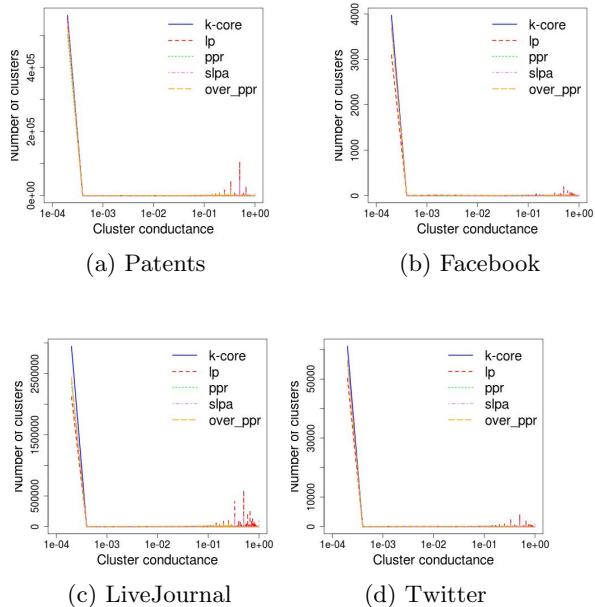 k-core
lp
ppr
slpa
over_ppr
Number of clusters
0e+00
2e+05
4e+05
1e-04
1e-03
1e-02
1e-01
1e+00
Cluster conductance
(a) Patents
k-core
lp
ppr
slpa
over_ppr
Number of clusters
0
1000
2000
3000
4000
1e-04
1e-03
1e-02
1e-01
1e+00
Cluster conductance
(b) Facebook
k-core
lp
ppr
slpa
over_ppr
Number of clusters
0
500000
1500000
2500000
1e-04
1e-03
1e-02
1e-01
1e+00
Cluster conductance
(c) LiveJournal
k-core
lp
ppr
slpa
over_ppr
Number of clusters
0
10000
30000
50000
1e-04
1e-03
1e-02
1e-01
1e+00
Cluster conductance
(d) Twitter